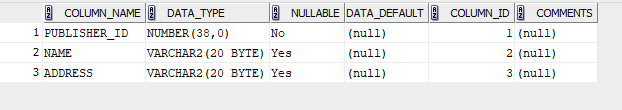 COLUMN_NAME DATA_TYPE NULLABLE DATA_DEFAULT COLUMN_ID COMMENTS
1 PUBLISHER_ID NUMBER(38,0) No (null) 1 (null)
2 NAME VARCHAR2(20 BYTE) Yes (null) 2 (null)
3 ADDRESS VARCHAR2(20 BYTE) Yes (null) 3 (null)